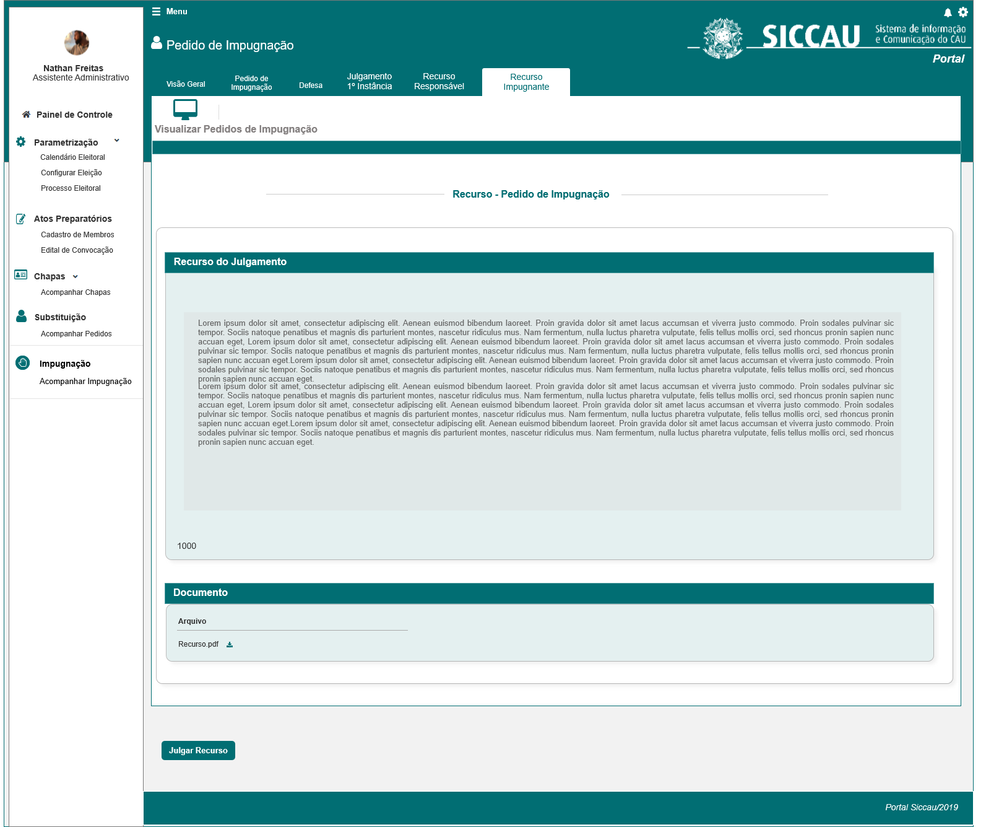 Menu
Pedido de Impugnação
SICCAU
Sistema de informação
e Comunicação do CAU
Portal
Nathan Freitas
Assistente Administrativo
Painel de Controle
Parametrização
Calendário Eleitoral
Configurar Eleição
Processo Eleitoral
Atos Preparatórios
Cadastro de Membros
Edital de Convocação
Chapas
Acompanhar Chapas
Substituição
Acompanhar Pedidos
Impugnação
Acompanhar Impugnação
Visão Geral
Pedido de
Impugnação
Defesa
Julgamento
1º Instância
Recurso
Responsável
Recurso
Impugnante
Visualizar Pedidos de Impugnação
Recurso - Pedido de Impugnação
Recurso do Julgamento
Lorem ipsum dolor sit amet, consectetur adipiscing elit. Aenean euismod bibendum laoreet. Proin gravida dolor sit amet lacus accumsan et viverra justo commodo. Proin sodales pulvinar sic
tempor. Sociis natoque penatibus et magnis dis parturient montes, nascetur ridiculus mus. Nam fermentum, nulla luctus pharetra vulputate, felis tellus mollis orci, sed rhoncus pronin sapien nunc
accuan eget, Lorem ipsum dolor sit amet, consectetur adipiscing elit. Aenean euismod bibendum laoreet. Proin gravida dolor sit amet lacus accumsan et viverra justo commodo. Proin sodales
pulvinar sic tempor. Sociis natoque penatibus et magnis dis parturient montes, nascetur ridiculus mus. Nam fermentum, nulla luctus pharetra vulputate, felis tellus mollis orci, sed rhoncus pronin
sapien nunc accuan eget.Lorem ipsum dolor sit amet, consectetur adipiscing elit. Aenean euismod bibendum laoreet. Proin gravida dolor sit amet lacus accumsan et viverra justo commodo. Proin
sodales pulvinar sic tempor. Sociis natoque penatibus et magnis dis parturient montes, nascetur ridiculus mus. Nam fermentum, nulla luctus pharetra vulputate, felis tellus mollis orci, sed rhoncus
pronin sapien nunc accuan eget.
Lorem ipsum dolor sit amet, consectetur adipiscing elit. Aenean euismod bibendum laoreet. Proin gravida dolor sit amet lacus accumsan et viverra justo commodo. Proin sodales pulvinar sic
tempor. Sociis natoque penatibus et magnis dis parturient montes, nascetur ridiculus mus. Nam fermentum, nulla luctus pharetra vulputate, felis tellus mollis orci, sed rhoncus pronin sapien nunc
accuan eget, Lorem ipsum dolor sit amet, consectetur adipiscing elit. Aenean euismod bibendum laoreet. Proin gravida dolor sit amet lacus accumsan et viverra justo commodo. Proin sodales
pulvinar sic tempor. Sociis natoque penatibus et magnis dis parturient montes, nascetur ridiculus mus. Nam fermentum, nulla luctus pharetra vulputate, felis tellus mollis orci, sed rhoncus pronin
sapien nunc accuan eget.Lorem ipsum dolor sit amet, consectetur adipiscing elit. Aenean euismod bibendum laoreet. Proin gravida dolor sit amet lacus accumsan et viverra justo commodo. Proin
sodales pulvinar sic tempor. Sociis natoque penatibus et magnis dis parturient montes, nascetur ridiculus mus. Nam fermentum, nulla luctus pharetra vulputate, felis tellus mollis orci, sed rhoncus
pronin sapien nunc accuan eget.
1000
Documento
Arquivo
Recurso.pdf
Julgar Recurso
Portal Siccau/2019